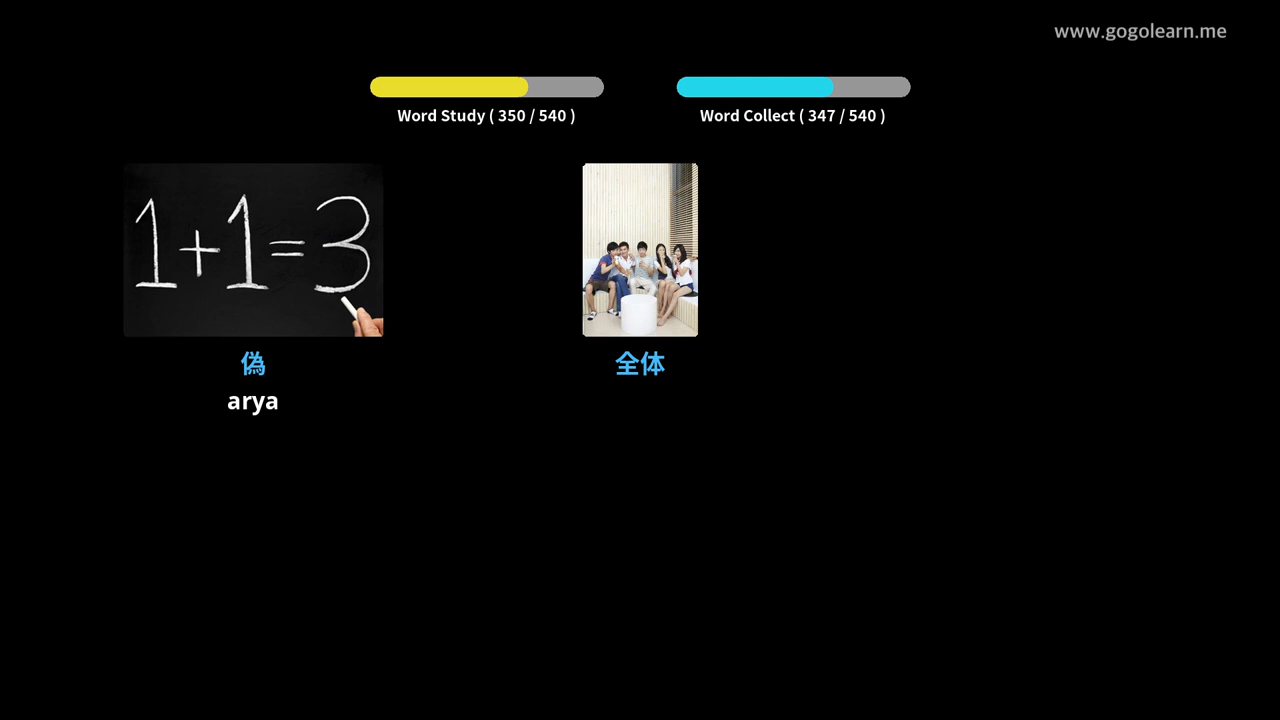 www.gogolearn.me
Word Study ( 350 / 540 )
Word Collect ( 347 / 540 )
1+1=3
偽
arya
全体